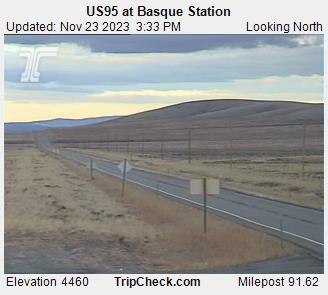 US95 at Basque Station
Updated: Nov 23 2023 3:33 PM Looking North
Elevation 4460 TripCheck.com Milepost 91.62